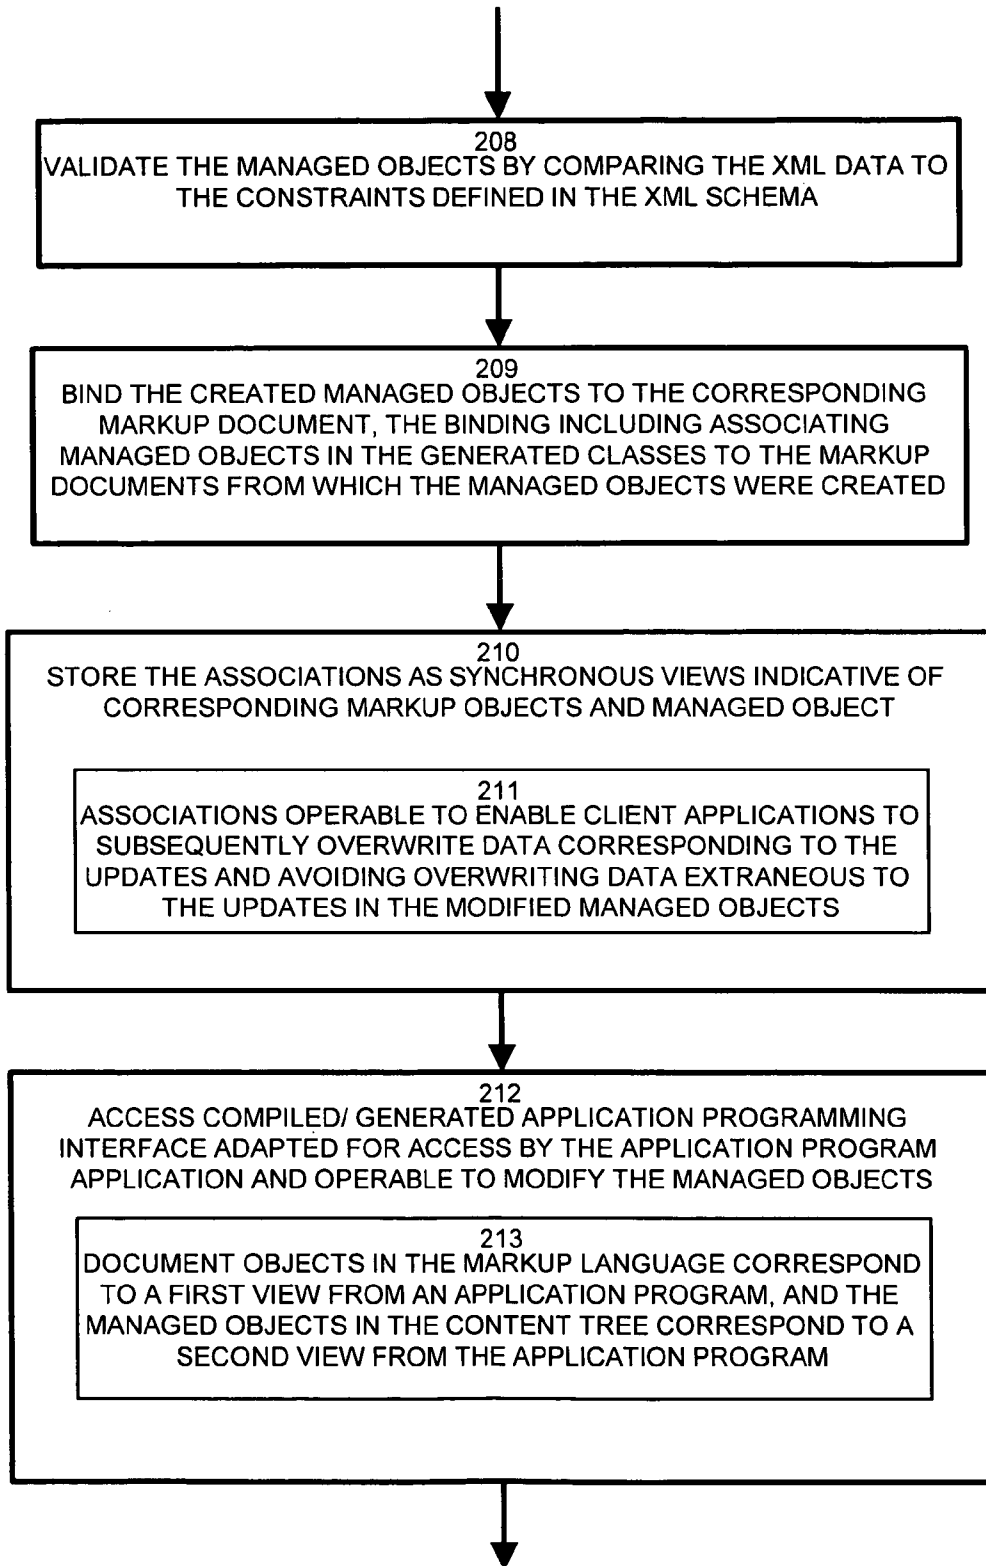 208
VALIDATE THE MANAGED OBJECTS BY COMPARING THE XML DATA TO
THE CONSTRAINTS DEFINED IN THE XML SCHEMA
209
BIND THE CREATED MANAGED OBJECTS TO THE CORRESPONDING
MARKUP DOCUMENT, THE BINDING INCLUDING ASSOCIATING
MANAGED OBJECTS IN THE GENERATED CLASSES TO THE MARKUP
DOCUMENTS FROM WHICH THE MANAGED OBJECTS WERE CREATED
210
STORE THE ASSOCIATIONS AS SYNCHRONOUS VIEWS INDICATIVE OF
CORRESPONDING MARKUP OBJECTS AND MANAGED OBJECT
211
ASSOCIATIONS OPERABLE TO ENABLE CLIENT APPLICATIONS TO
SUBSEQUENTLY OVERWRITE DATA CORRESPONDING TO THE
UPDATES AND AVOIDING OVERWRITING DATA EXTRANEOUS TO
THE UPDATES IN THE MODIFIED MANAGED OBJECTS
212
ACCESS COMPILED/ GENERATED APPLICATION PROGRAMMING
INTERFACE ADAPTED FOR ACCESS BY THE APPLICATION PROGRAM
APPLICATION AND OPERABLE TO MODIFY THE MANAGED OBJECTS
213
DOCUMENT OBJECTS IN THE MARKUP LANGUAGE CORRESPOND
TO A FIRST VIEW FROM AN APPLICATION PROGRAM, AND THE
MANAGED OBJECTS IN THE CONTENT TREE CORRESPOND TO A
SECOND VIEW FROM THE APPLICATION PROGRAM